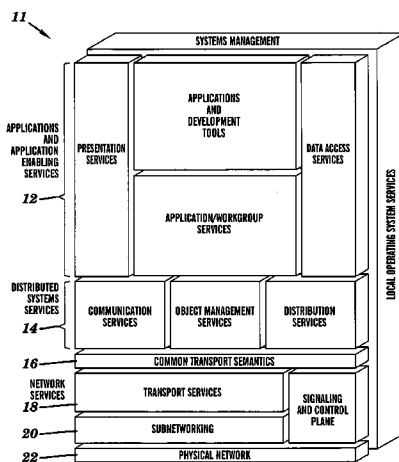 11
SYSTEMS MANAGEMENT
APPLICATIONS
AND
APPLICATION
ENABLING
SERVICES
12
PRESENTATION
SERVICES
APPLICATIONS
AND
DEVELOPMENT
TOOLS
DATA ACCESS
SERVICES
APPLICATION/WORKGROUP
SERVICES
LOCAL OPERATING SYSTEM SERVICES
DISTRIBUTED
SYSTEMS
SERVICES
14
COMMUNICATION
SERVICES
OBJECT MANAGEMENT
SERVICES
DISTRIBUTION
SERVICES
16
COMMON TRANSPORT SEMANTICS
NETWORK
SERVICES
18
TRANSPORT SERVICES
SIGNALING
AND CONTROL
PLANE
20
SUBNETWORKING
22
PHYSICAL NETWORK